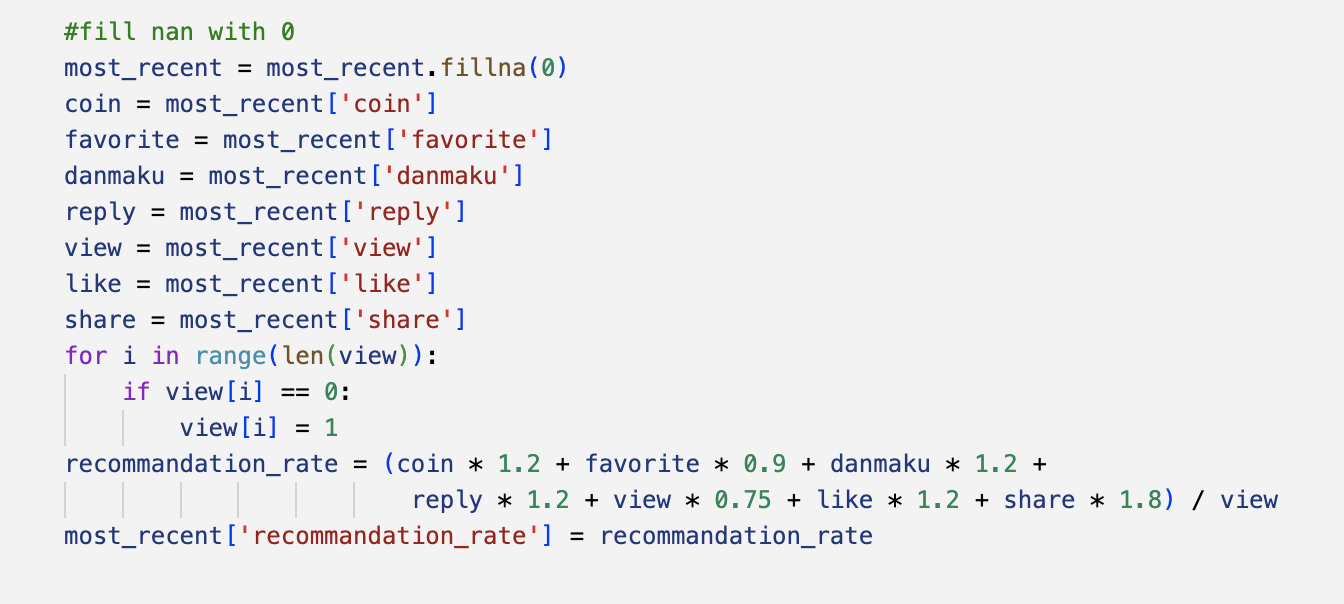 #fill nan with 0
most_recent = most_recent.fillna(0)
coin = most_recent['coin']
favorite = most_recent['favorite']
danmaku = most_recent['danmaku']
reply = most_recent['reply']
view = most_recent['view']
like = most_recent['like']
share = most_recent['share']
for i in range(len(view)):
    if view[i] == 0:
        view[i] = 1
recommandation_rate = (coin * 1.2 + favorite * 0.9 + danmaku * 1.2 +
                        reply * 1.2 + view * 0.75 + like * 1.2 + share * 1.8) / view
most_recent['recommandation_rate'] = recommandation_rate